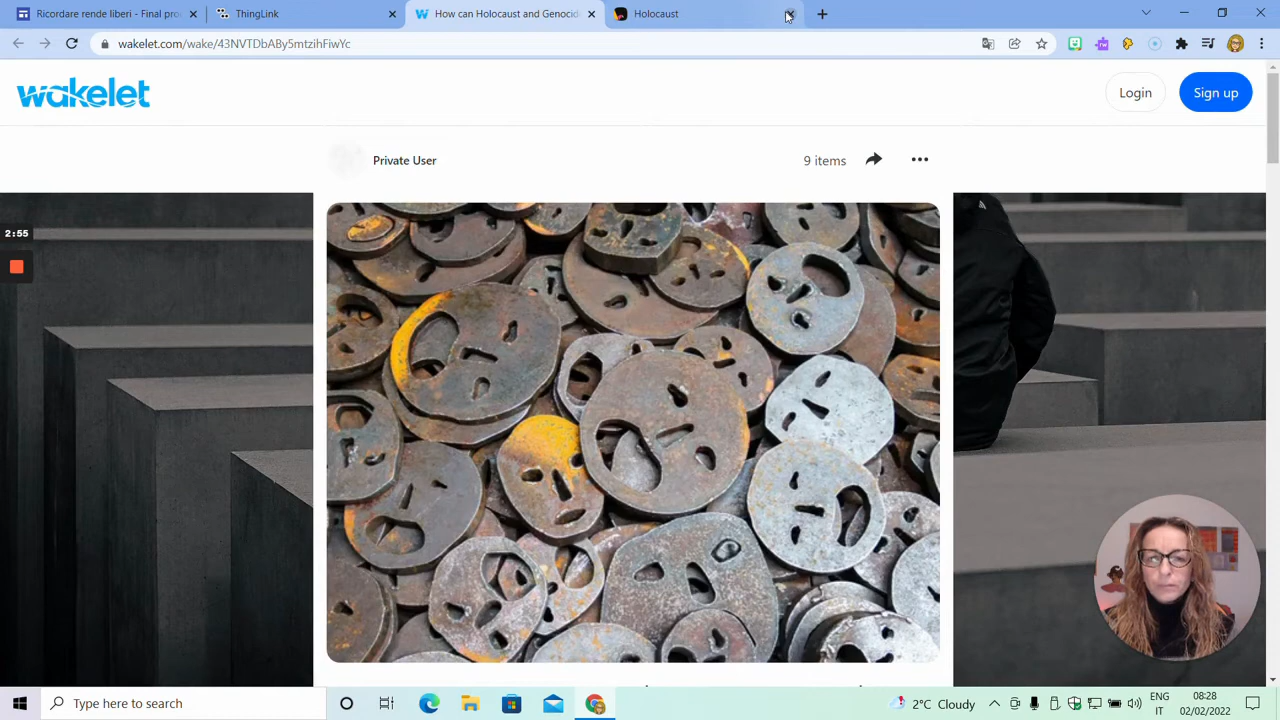 Ricordare rende liberi - Final pro
ThingLink
How can Holocaust and Genocid
Holocaust
wakelet.com/wake/43NVTDbABy5mtzihFiwYc
wakelet
Login
Sign up
Private User
9 items
2:55
Type here to search
2°C Cloudy
ENG
IT
08:28
02/02/2022